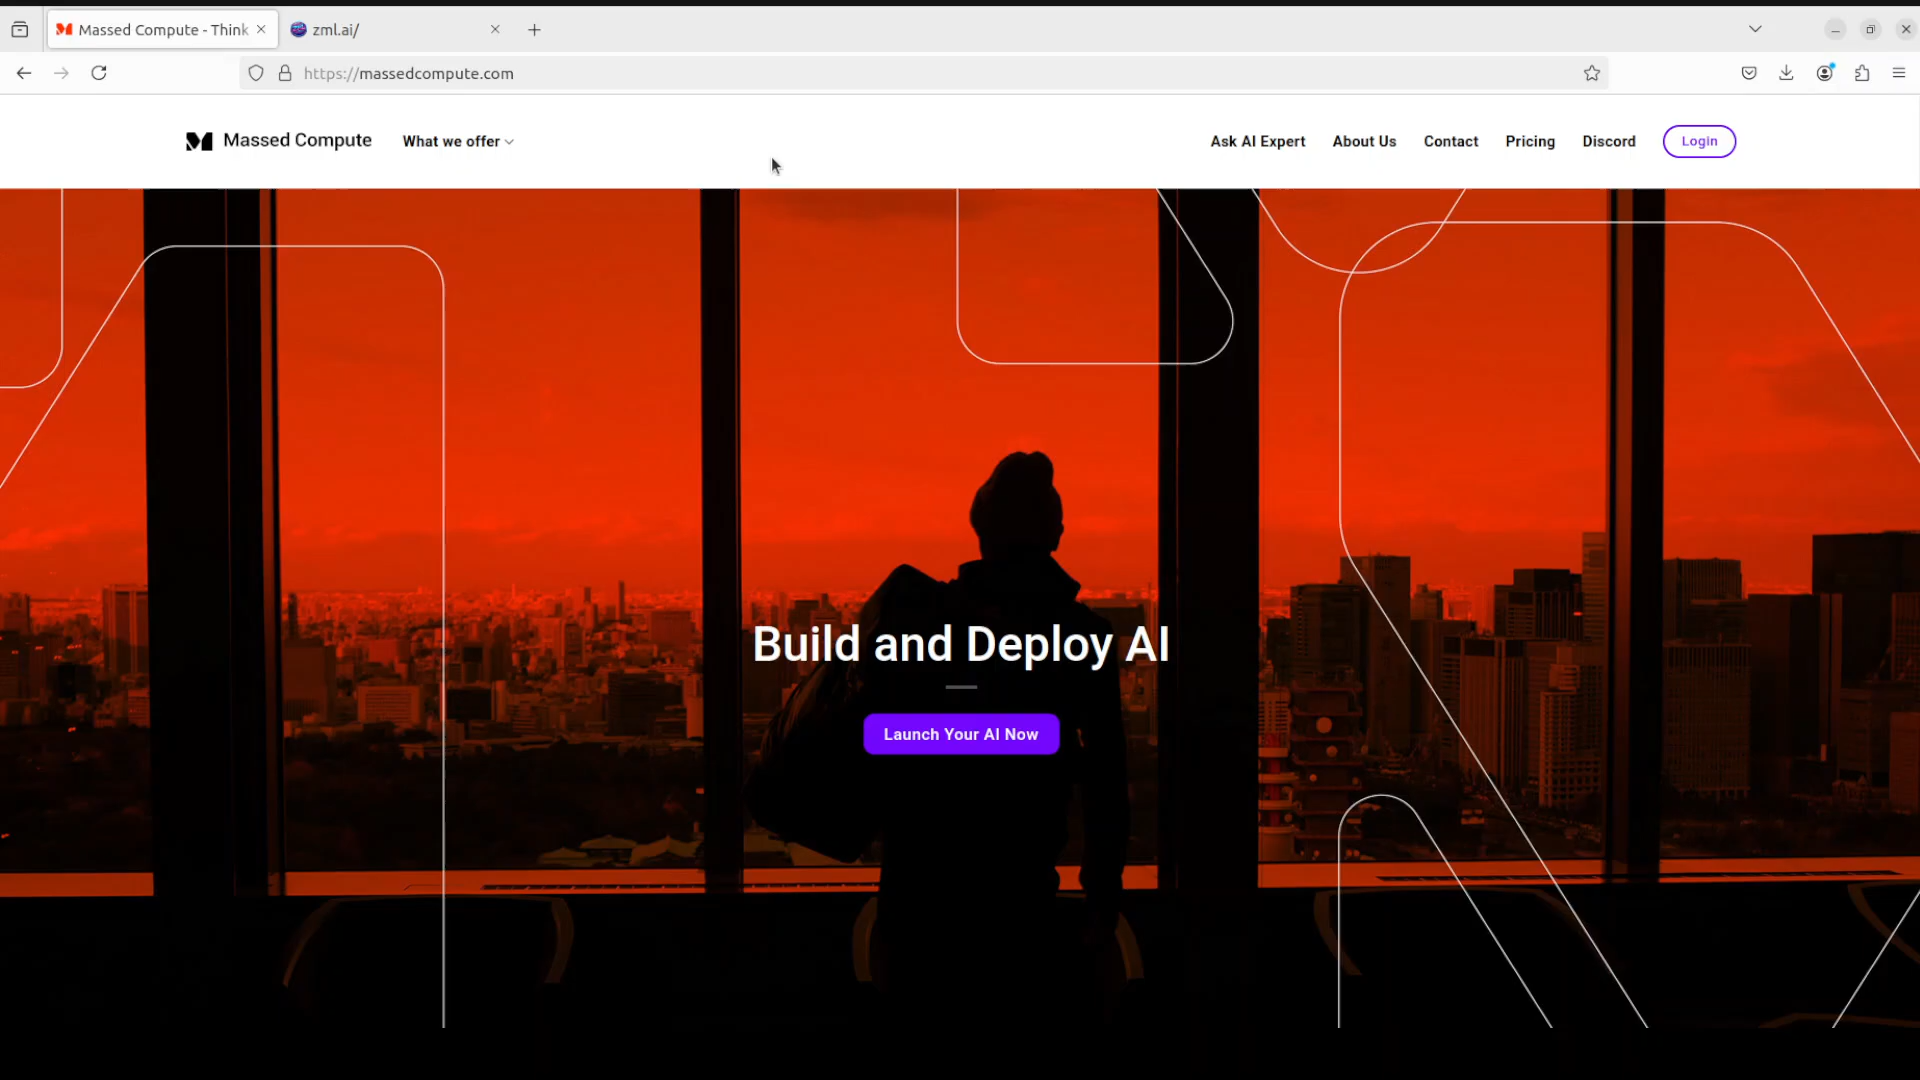 Massed Compute - Think
zml.ai/
https://massedcompute.com
Massed Compute
What we offer
Ask AI Expert
About Us
Contact
Pricing
Discord
Login
Build and Deploy AI
Launch Your AI Now